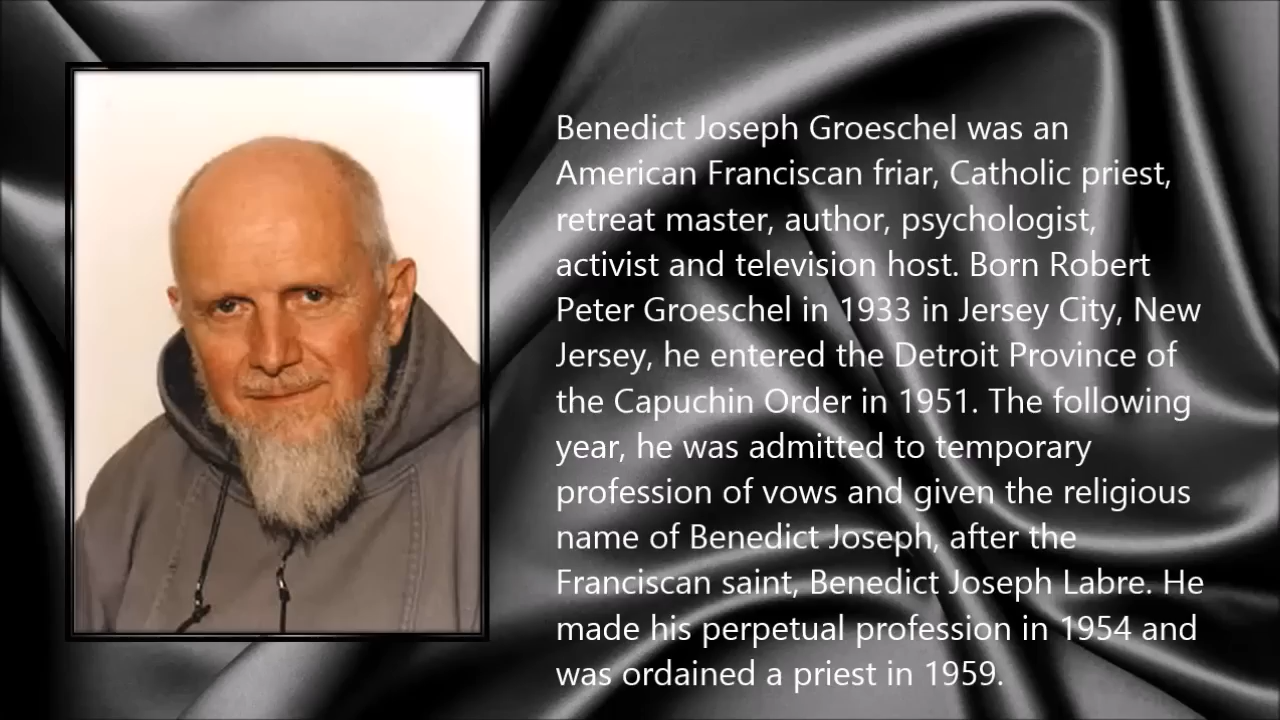 Benedict Joseph Groeschel was an
American Franciscan friar, Catholic priest,
retreat master, author, psychologist,
activist and television host. Born Robert
Peter Groeschel in 1933 in Jersey City, New
Jersey, he entered the Detroit Province of
the Capuchin Order in 1951. The following
year, he was admitted to temporary
profession of vows and given the religious
name of Benedict Joseph, after the
Franciscan saint, Benedict Joseph Labre. He
made his perpetual profession in 1954 and
was ordained a priest in 1959.